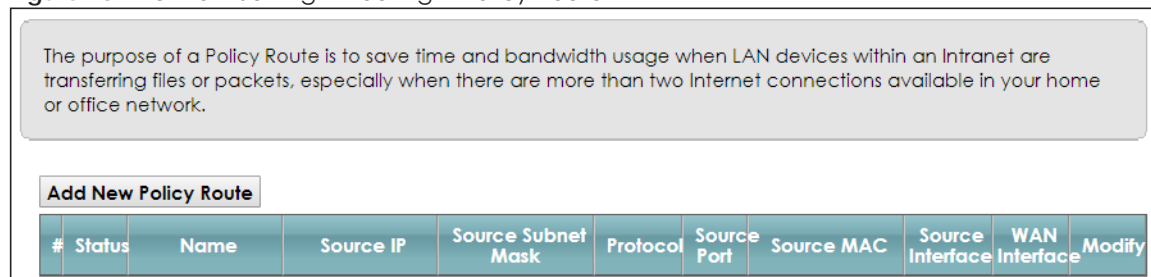 The purpose of a Policy Route is to save time and bandwidth usage when LAN devices within an Intranet are
transferring files or packets, especially when there are more than two Internet connections available in your home
or office network.
Add New Policy Route
# Status Name Source IP Source Subnet Mask Protocol Source Port Source MAC Source Interface WAN Interface Modify